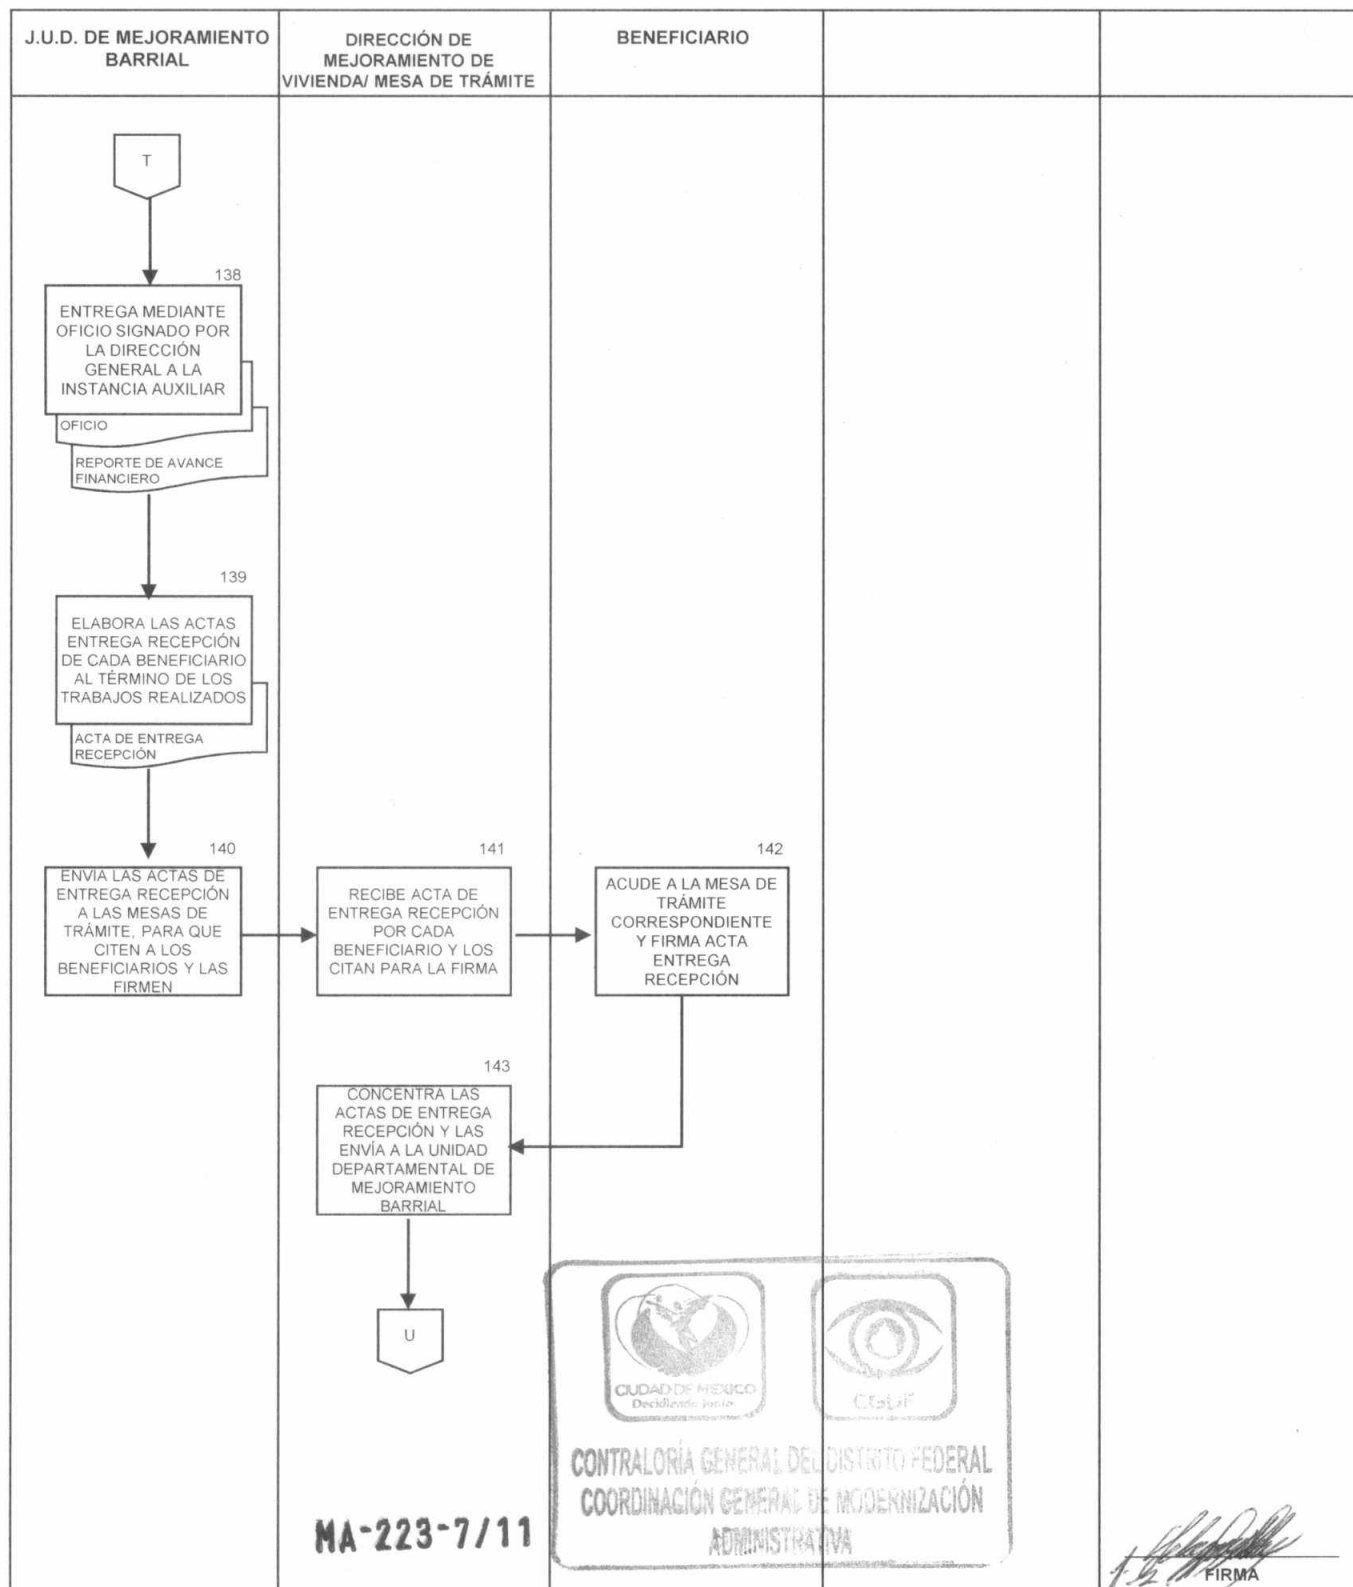 J.U.D. DE MEJORAMIENTO
BARRIAL
DIRECCIÓN DE
MEJORAMIENTO DE
VIVIENDA/ MESA DE TRÁMITE
BENEFICIARIO
T
138
ENTREGA MEDIANTE
OFICIO SIGNADO POR
LA DIRECCIÓN
GENERAL A LA
INSTANCIA AUXILIAR
OFICIO
REPORTE DE AVANCE
FINANCIERO
139
ELABORA LAS ACTAS
ENTREGA RECEPCIÓN
DE CADA BENEFICIARIO
AL TÉRMINO DE LOS
TRABAJOS REALIZADOS
ACTA DE ENTREGA
RECEPCIÓN
140
ENVIA LAS ACTAS DE
ENTREGA RECEPCIÓN
A LAS MESAS DE
TRÁMITE, PARA QUE
CITEN A LOS
BENEFICIARIOS Y LAS
FIRMEN
141
RECIBE ACTA DE
ENTREGA RECEPCIÓN
POR CADA
BENEFICIARIO Y LOS
CITAN PARA LA FIRMA
142
ACUDE A LA MESA DE
TRÁMITE
CORRESPONDIENTE
Y FIRMA ACTA
ENTREGA
RECEPCIÓN
143
CONCENTRA LAS
ACTAS DE ENTREGA
RECEPCIÓN Y LAS
ENVÍA A LA UNIDAD
DEPARTAMENTAL DE
MEJORAMIENTO
BARRIAL
U
CIUDAD DE MÉXICO
Decidiendo
CGDF
CONTRALORÍA GENERAL DEL DISTRITO FEDERAL
COORDINACIÓN GENERAL DE MODERNIZACIÓN
ADMINISTRATIVA
MA-223-7/11
FIRMA